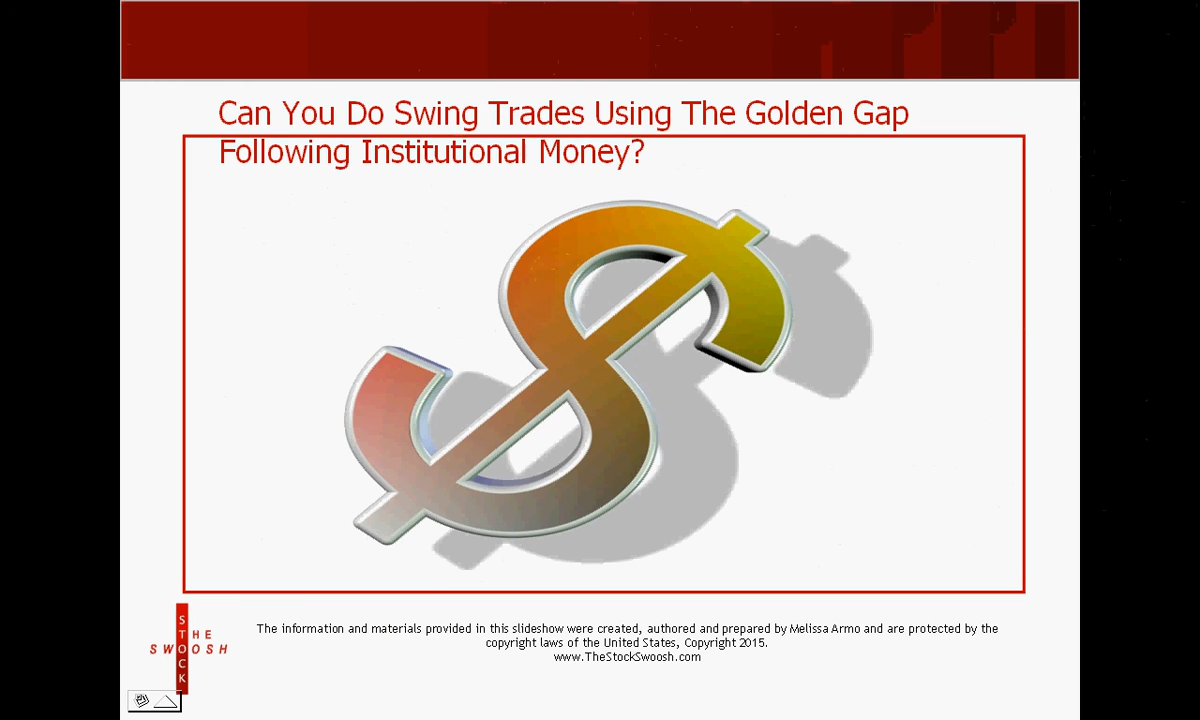 Can You Do Swing Trades Using The Golden Gap
Following Institutional Money?
THE
STOCK
SWOOSH
The information and materials provided in this slideshow were created, authored and prepared by Melissa Armo and are protected by the
copyright laws of the United States, Copyright 2015.
www.TheStockSwoosh.com